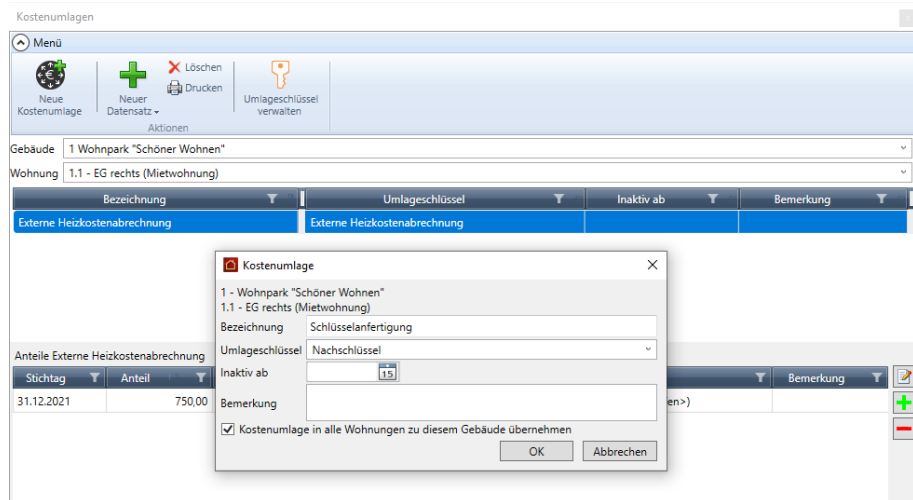 Kostenumlagen
Menü
Neue Kostenumlage
Neuer Datensatz
Löschen
Drucken
Umlageschlüssel verwalten
Aktionen
Gebäude 1 Wohnpark "Schöner Wohnen"
Wohnung 1.1 - EG rechts (Mietwohnung)
Bezeichnung Umlageschlüssel Inaktiv ab Bemerkung
Externe Heizkostenabrechnung Externe Heizkostenabrechnung
Kostenumlage
1 - Wohnpark "Schöner Wohnen"
1.1 - EG rechts (Mietwohnung)
Bezeichnung Schlüsselanfertigung
Umlageschlüssel Nachschlüssel
Inaktiv ab 15
Bemerkung
Kostenumlage in alle Wohnungen zu diesem Gebäude übernehmen
OK Abbrechen
Anteile Externe Heizkostenabrechnung
Stichtag Anteil Bemerkung
31.12.2021 750,00 en>)